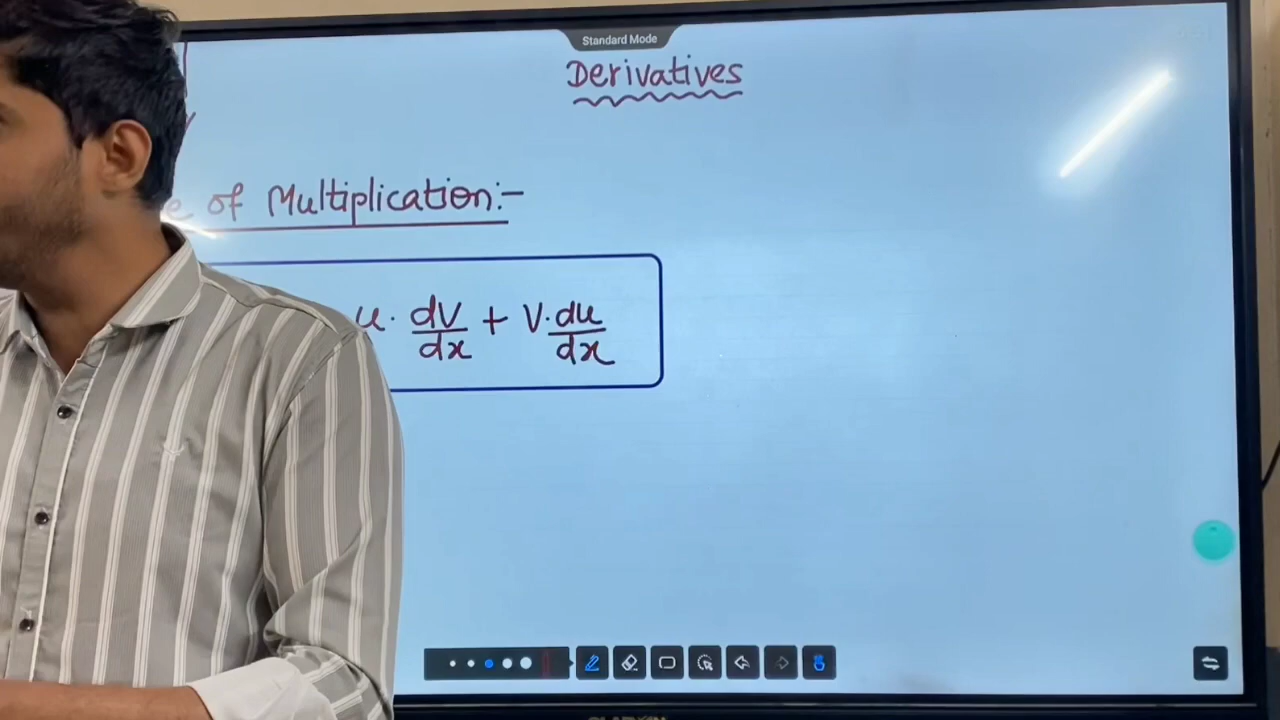 Standard Mode
Derivatives
of Multiplication:-
u · dv/dx + v · du/dx